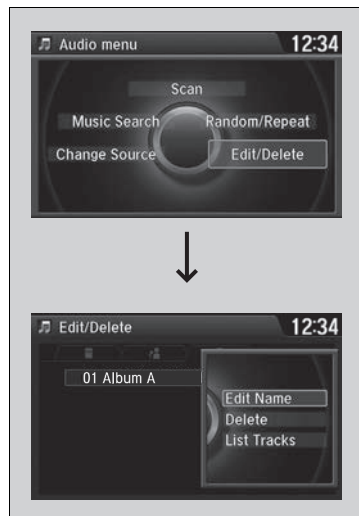 Audio menu 12:34
Scan
Music Search Random/Repeat
Change Source Edit/Delete
Edit/Delete 12:34
01 Album A
Edit Name
Delete
List Tracks